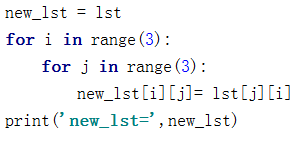 new_lst = lst
for i in range(3):
    for j in range(3):
        new_lst[i][j]= lst[j][i]
print('new_lst=',new_lst)